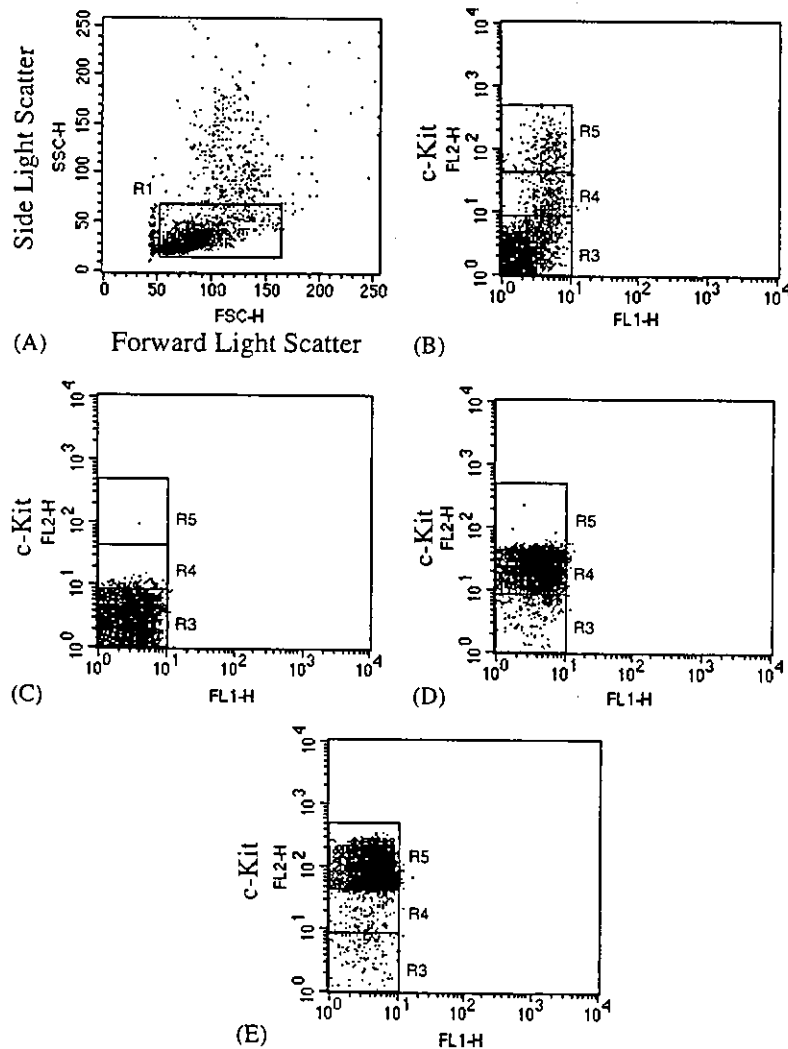 Side Light Scatter
SSC-H
250
200
150
100
50
0
R1
0 50 100 150 200 250
FSC-H
(A) Forward Light Scatter
c-Kit
FL2-H
10^4
10^3
10^2
10^1
10^0
R5
R4
R3
10^0 10^1 10^2 10^3 10^4
FL1-H
(B)
c-Kit
FL2-H
10^4
10^3
10^2
10^1
10^0
R5
R4
R3
10^0 10^1 10^2 10^3 10^4
FL1-H
(C)
c-Kit
FL2-H
10^4
10^3
10^2
10^1
10^0
R5
R4
R3
10^0 10^1 10^2 10^3 10^4
FL1-H
(D)
c-Kit
FL2-H
10^4
10^3
10^2
10^1
10^0
R5
R4
R3
10^0 10^1 10^2 10^3 10^4
FL1-H
(E)